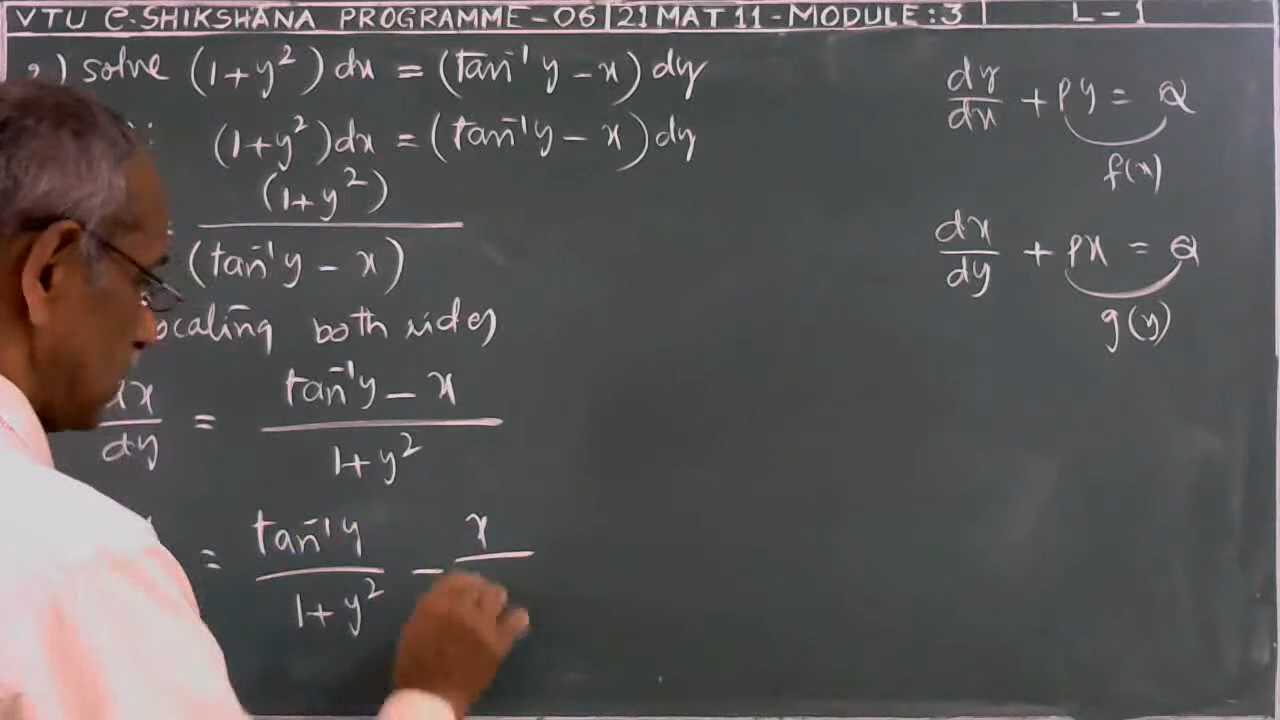 VTU e-SHIKSHANA PROGRAMME-06 | 21MAT11-MODULE:3 | L-1
) solve (1+y²) dx = (tan⁻¹y - x) dy
(1+y²)dx = (tan⁻¹y - x)dy
(1+y²)
(tan⁻¹y - x)
ocaling both sides
dx/dy = (tan⁻¹y - x)/(1+y²)
= tan⁻¹y/(1+y²) - x
dy/dx + Py = Q
f(x)
dx/dy + Px = Q
g(y)